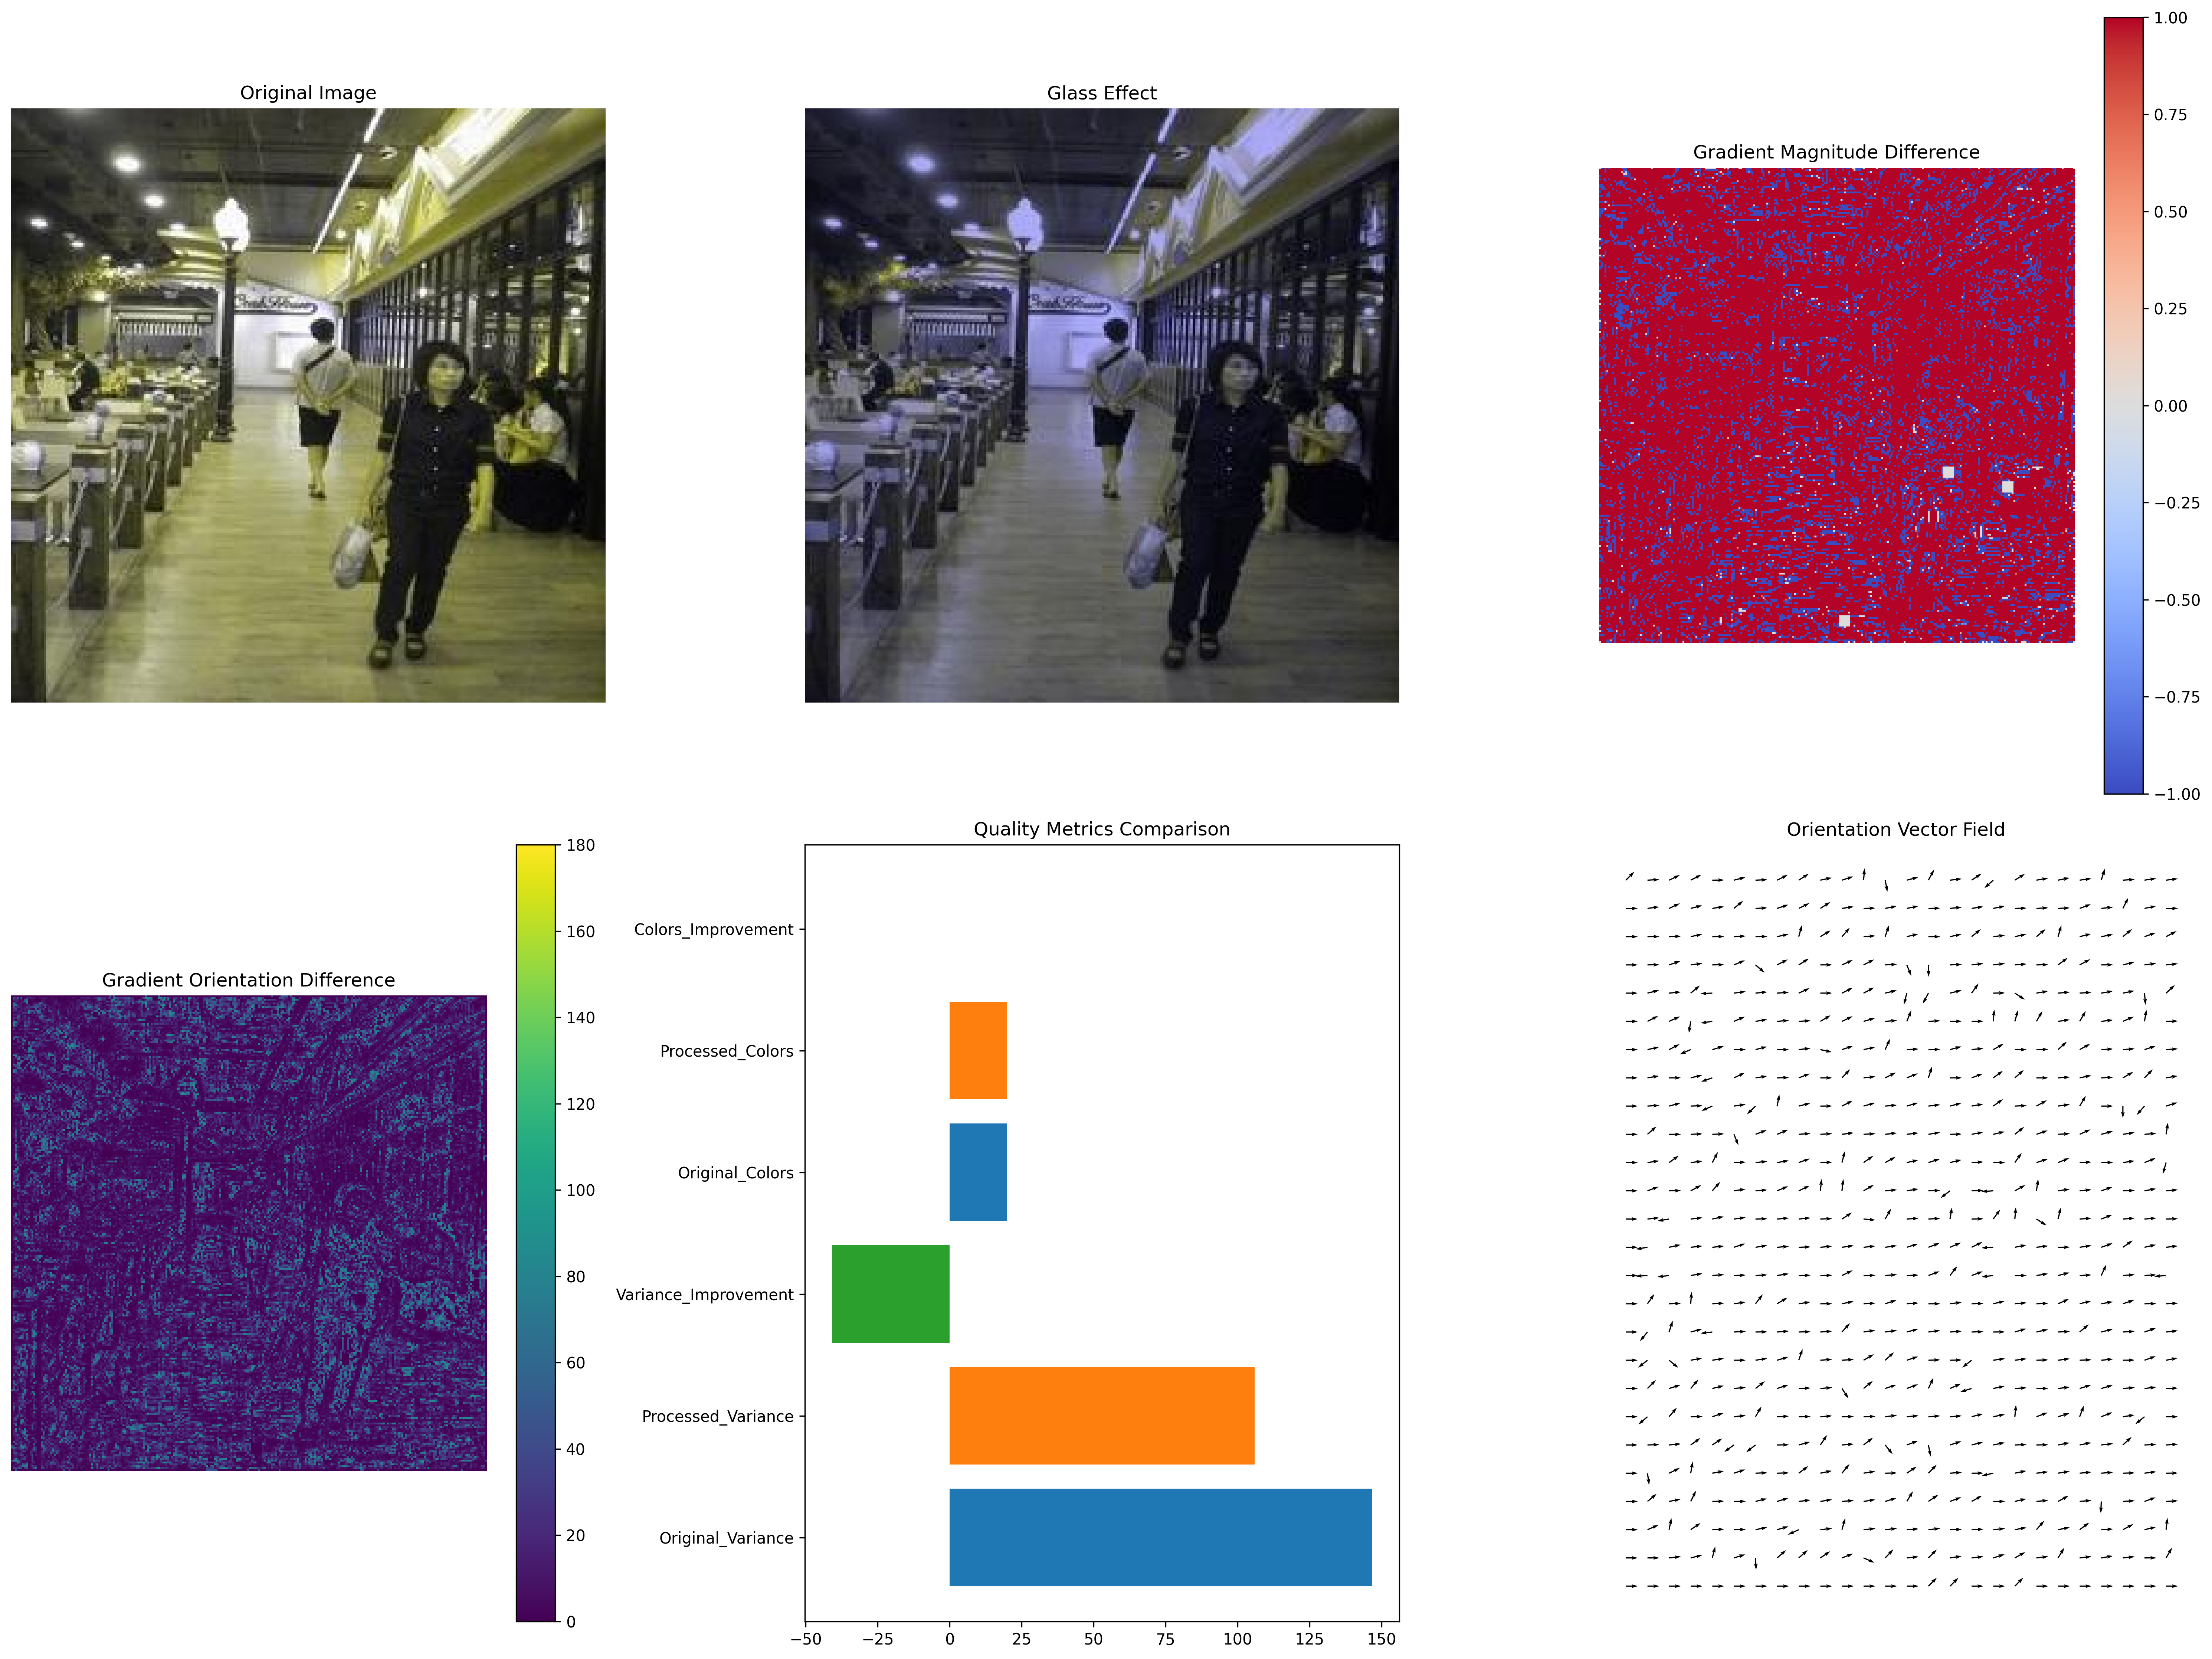 Original Image
Glass Effect
Gradient Magnitude Difference
1.00
0.75
0.50
0.25
0.00
−0.25
−0.50
−0.75
−1.00
Gradient Orientation Difference
180
160
140
120
100
80
60
40
20
0
Quality Metrics Comparison
Colors_Improvement
Processed_Colors
Original_Colors
Variance_Improvement
Processed_Variance
Original_Variance
−50 −25 0 25 50 75 100 125 150
Orientation Vector Field